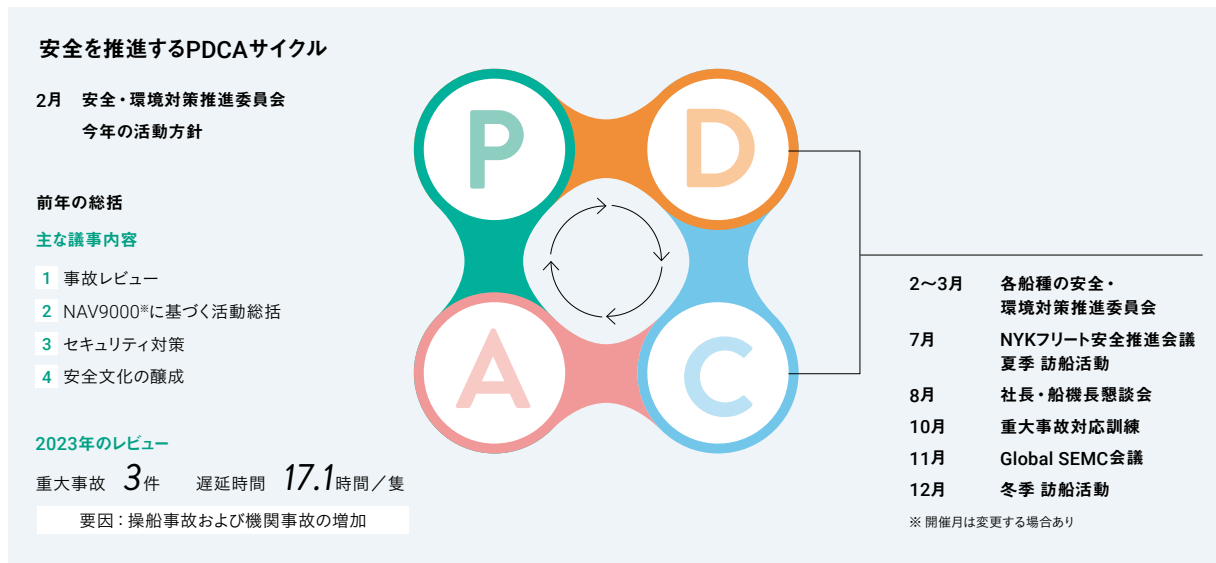 安全を推進するPDCAサイクル
2月 安全・環境対策推進委員会
今年の活動方針
前年の総括
主な議事内容
1 事故レビュー
2 NAV9000※に基づく活動総括
3 セキュリティ対策
4 安全文化の醸成
2023年のレビュー
重大事故 3件 遅延時間 17.1時間／隻
要因：操船事故および機関事故の増加
P
D
A
C
2〜3月 各船種の安全・
環境対策推進委員会
7月 NYKフリート安全推進会議
夏季 訪船活動
8月 社長・船機長懇談会
10月 重大事故対応訓練
11月 Global SEMC会議
12月 冬季 訪船活動
※ 開催月は変更する場合あり